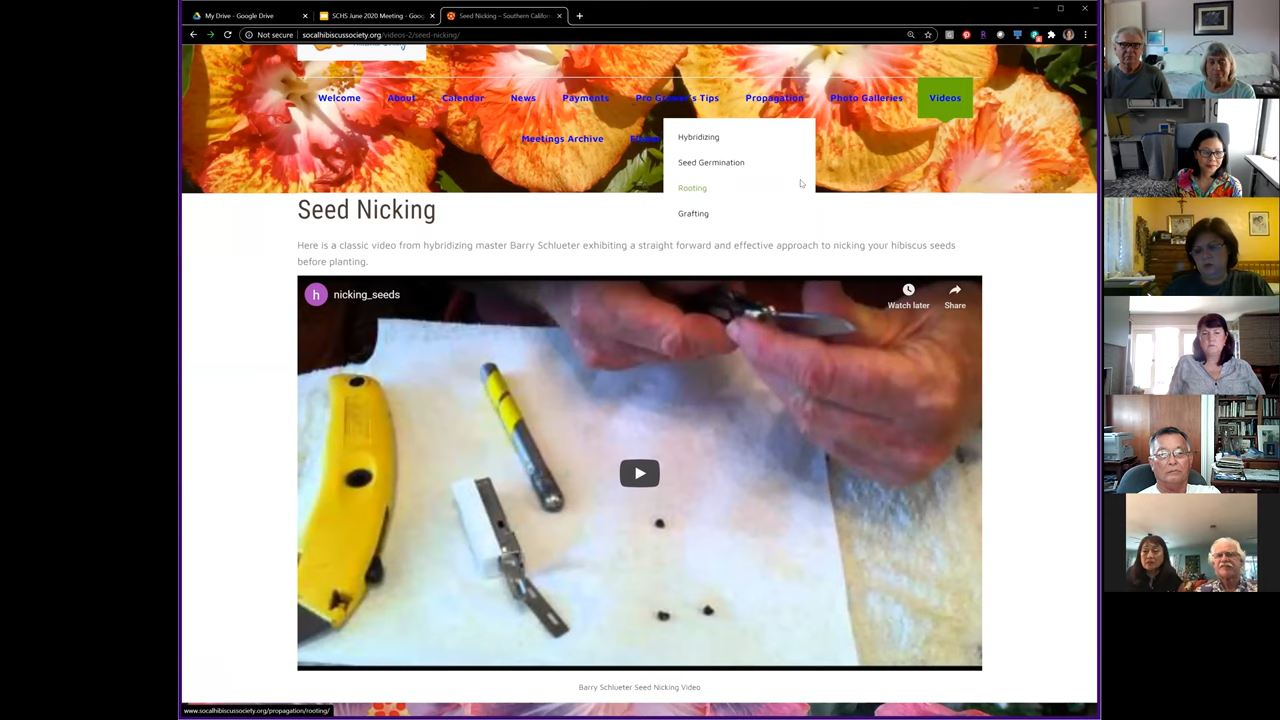 My Drive - Google Drive
SCHS June 2020 Meeting - Goo
Seed Nicking – Southern Califor
Not secure | socalhibiscussociety.org/videos-2/seed-nicking/
Welcome
About
Calendar
News
Payments
Pro Grower's Tips
Propagation
Photo Galleries
Videos
Meetings Archive
Hybridizing
Seed Germination
Rooting
Grafting
Seed Nicking
Here is a classic video from hybridizing master Barry Schlueter exhibiting a straight forward and effective approach to nicking your hibiscus seeds
before planting.
h
nicking_seeds
Watch later
Share
Barry Schlueter Seed Nicking Video
www.socalhibiscussociety.org/propagation/rooting/